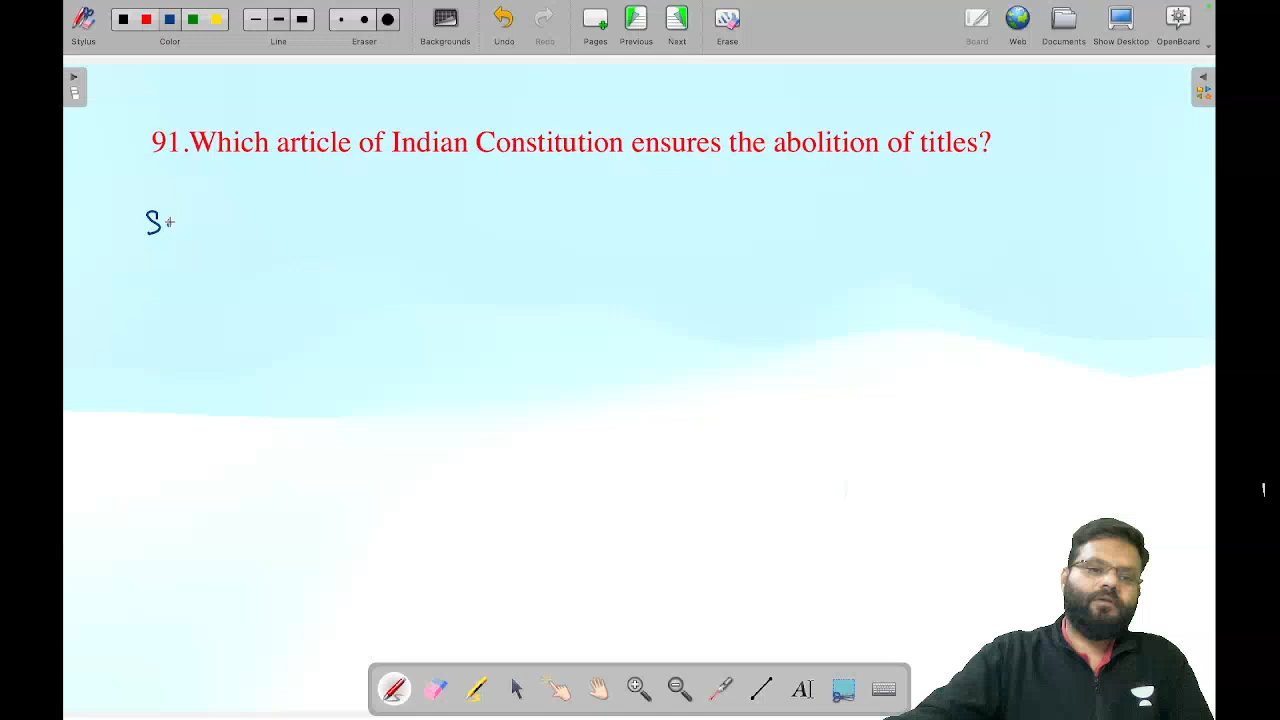 Stylus
Color
Line
Eraser
Backgrounds
Undo
Redo
Pages
Previous
Next
Erase
Board
Web
Documents
Show Desktop
OpenBoard
91.Which article of Indian Constitution ensures the abolition of titles?
S